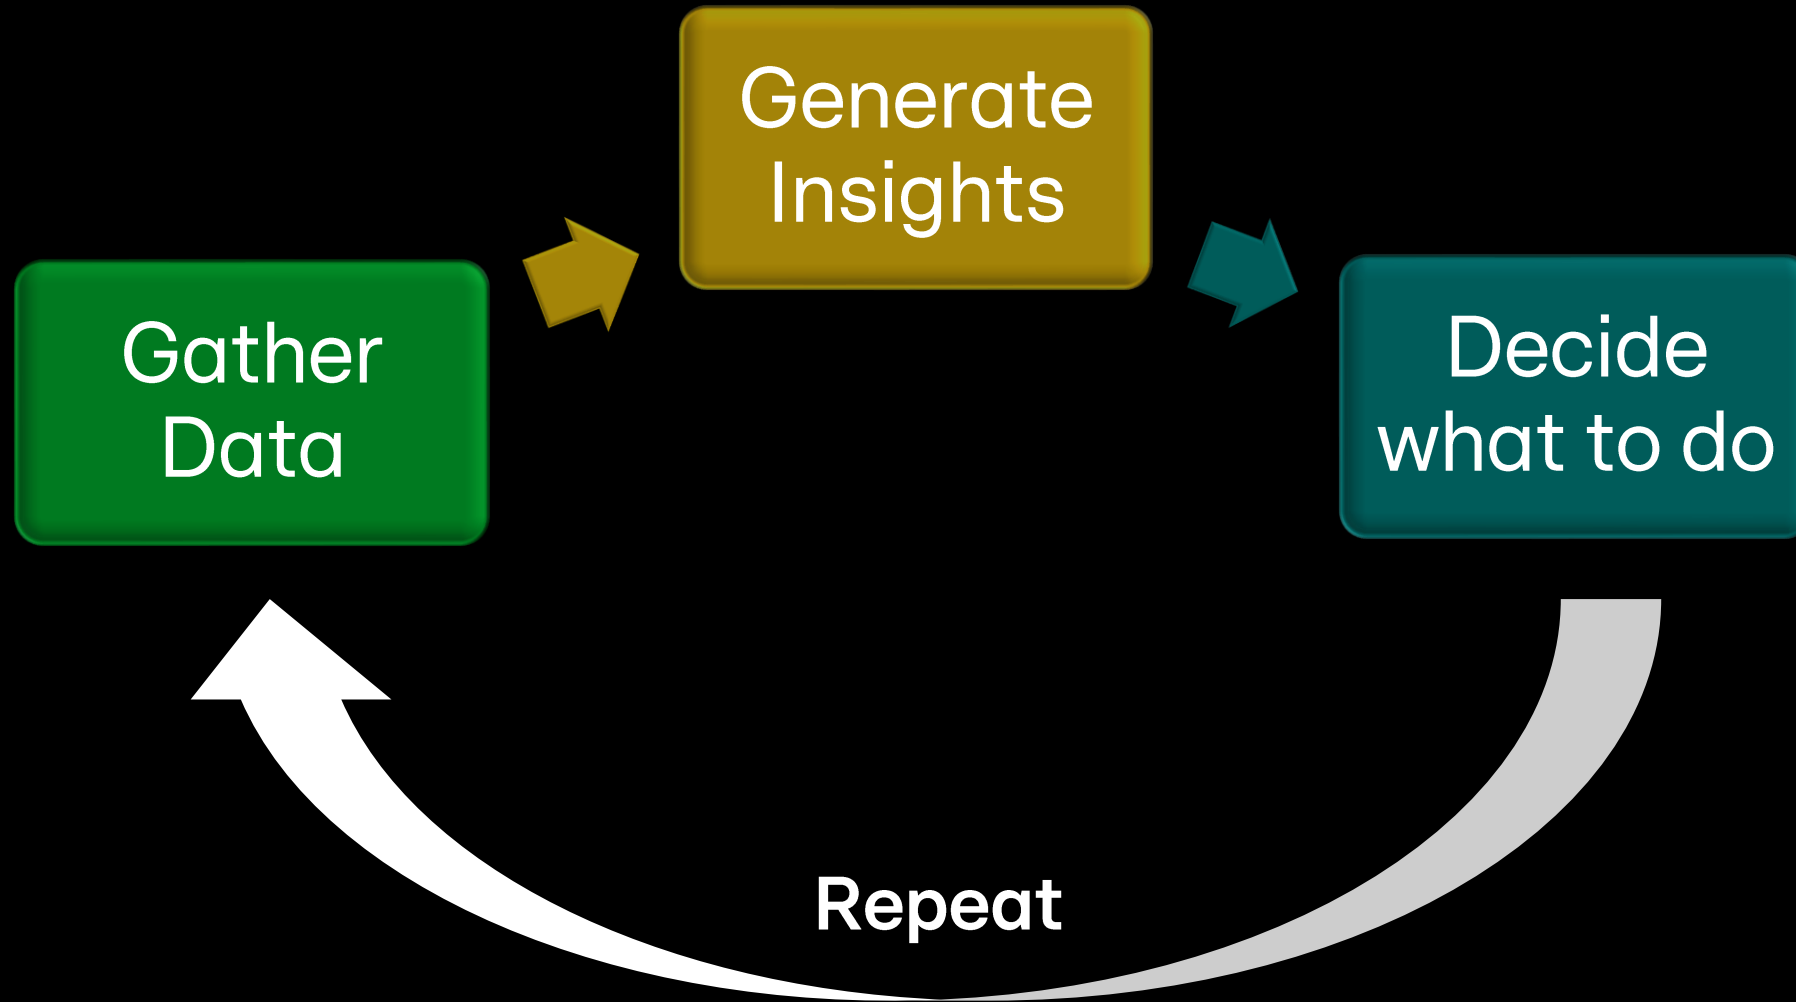 Generate
Insights
Gather
Data
Decide
what to do
Repeat